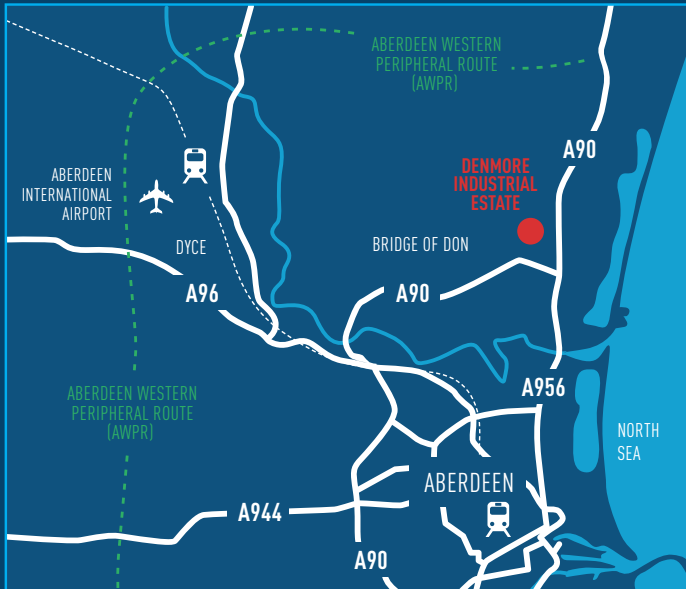 ABERDEEN WESTERN
PERIPHERAL ROUTE
(AWPR)
A90
DENMORE
INDUSTRIAL
ESTATE
ABERDEEN
INTERNATIONAL
AIRPORT
DYCE
BRIDGE OF DON
A96
A90
A956
ABERDEEN WESTERN
PERIPHERAL ROUTE
(AWPR)
NORTH
SEA
ABERDEEN
A944
A90